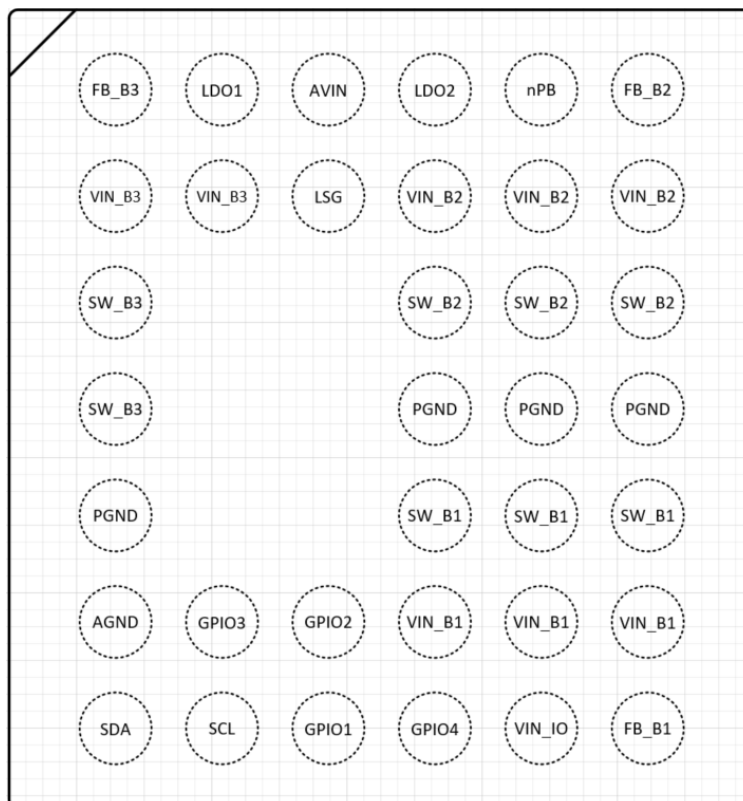 FB_B3 LDO1 AVIN LDO2 nPB FB_B2
VIN_B3 VIN_B3 LSG VIN_B2 VIN_B2 VIN_B2
SW_B3 SW_B2 SW_B2 SW_B2
SW_B3 PGND PGND PGND
PGND SW_B1 SW_B1 SW_B1
AGND GPIO3 GPIO2 VIN_B1 VIN_B1 VIN_B1
SDA SCL GPIO1 GPIO4 VIN_IO FB_B1